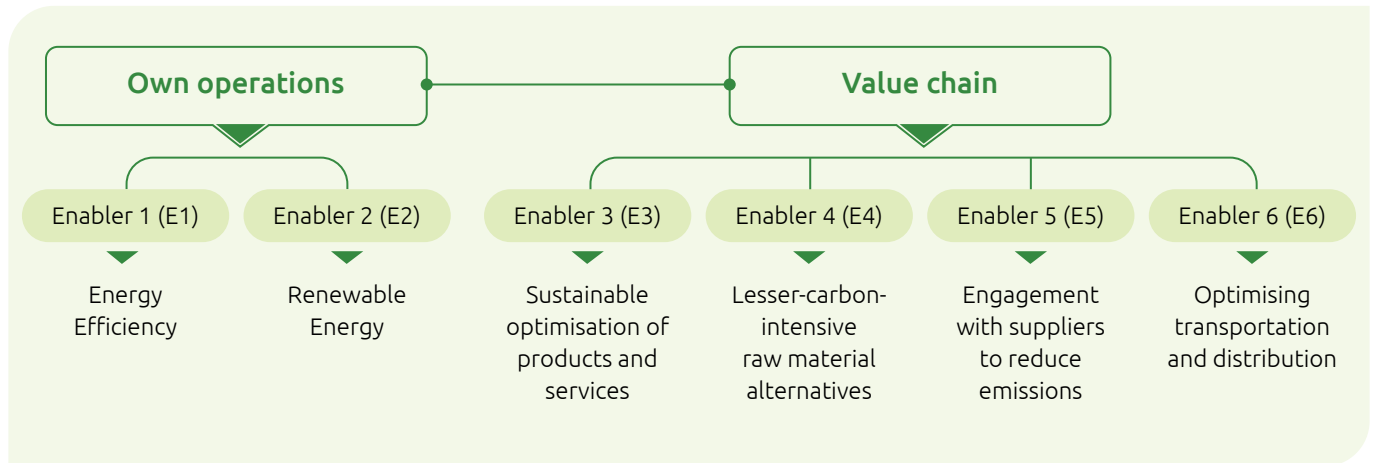 Own operations
Value chain
Enabler 1 (E1)
Enabler 2 (E2)
Enabler 3 (E3)
Enabler 4 (E4)
Enabler 5 (E5)
Enabler 6 (E6)
Energy
Efficiency
Renewable
Energy
Sustainable
optimisation of
products and
services
Lesser-carbon-
intensive
raw material
alternatives
Engagement
with suppliers
to reduce
emissions
Optimising
transportation
and distribution